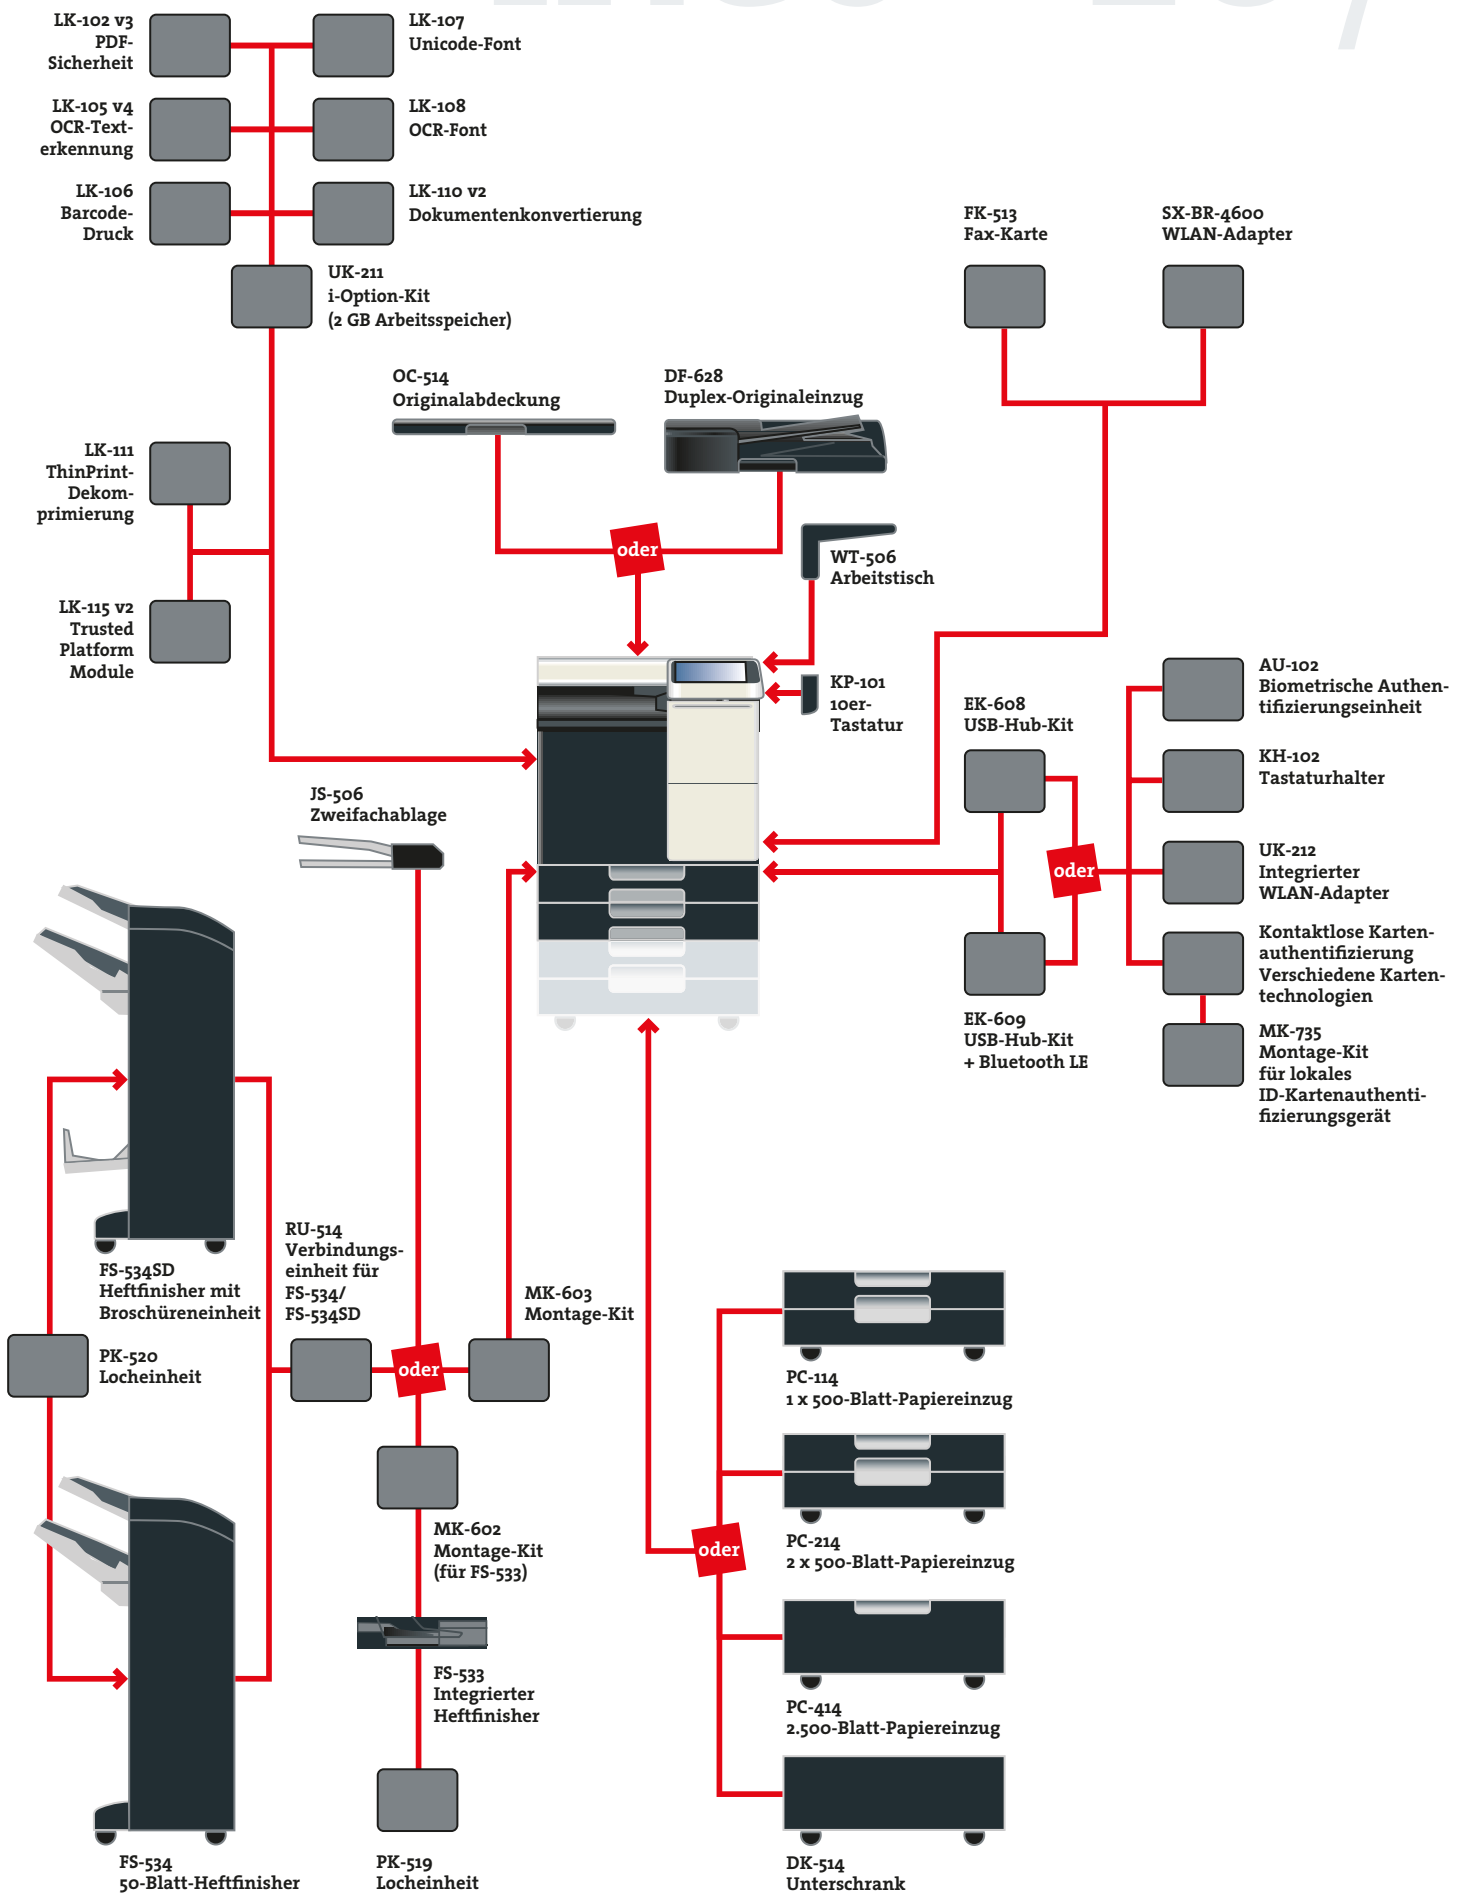 LK-102 v3
PDF-
Sicherheit
LK-107
Unicode-Font
LK-105 v4
OCR-Text-
erkennung
LK-108
OCR-Font
LK-106
Barcode-
Druck
LK-110 v2
Dokumentenkonvertierung
UK-211
i-Option-Kit
(2 GB Arbeitsspeicher)
FK-513
Fax-Karte
SX-BR-4600
WLAN-Adapter
OC-514
Originalabdeckung
DF-628
Duplex-Originaleinzug
LK-111
ThinPrint-
Dekom-
primierung
oder
WT-506
Arbeitstisch
LK-115 v2
Trusted
Platform
Module
KP-101
10er-
Tastatur
EK-608
USB-Hub-Kit
AU-102
Biometrische Authen-
tifizierungseinheit
KH-102
Tastaturhalter
JS-506
Zweifachablage
oder
UK-212
Integrierter
WLAN-Adapter
Kontaktlose Karten-
authentifizierung
Verschiedene Karten-
technologien
EK-609
USB-Hub-Kit
+ Bluetooth LE
MK-735
Montage-Kit
für lokales
ID-Kartenauthenti-
fizierungsgerät
FS-534SD
Heftfinisher mit
Broschüreneinheit
RU-514
Verbindungs-
einheit für
FS-534/
FS-534SD
MK-603
Montage-Kit
PK-520
Locheinheit
oder
PC-114
1 x 500-Blatt-Papiereinzug
MK-602
Montage-Kit
(für FS-533)
oder
PC-214
2 x 500-Blatt-Papiereinzug
FS-533
Integrierter
Heftfinisher
PC-414
2.500-Blatt-Papiereinzug
FS-534
50-Blatt-Heftfinisher
PK-519
Locheinheit
DK-514
Unterschrank